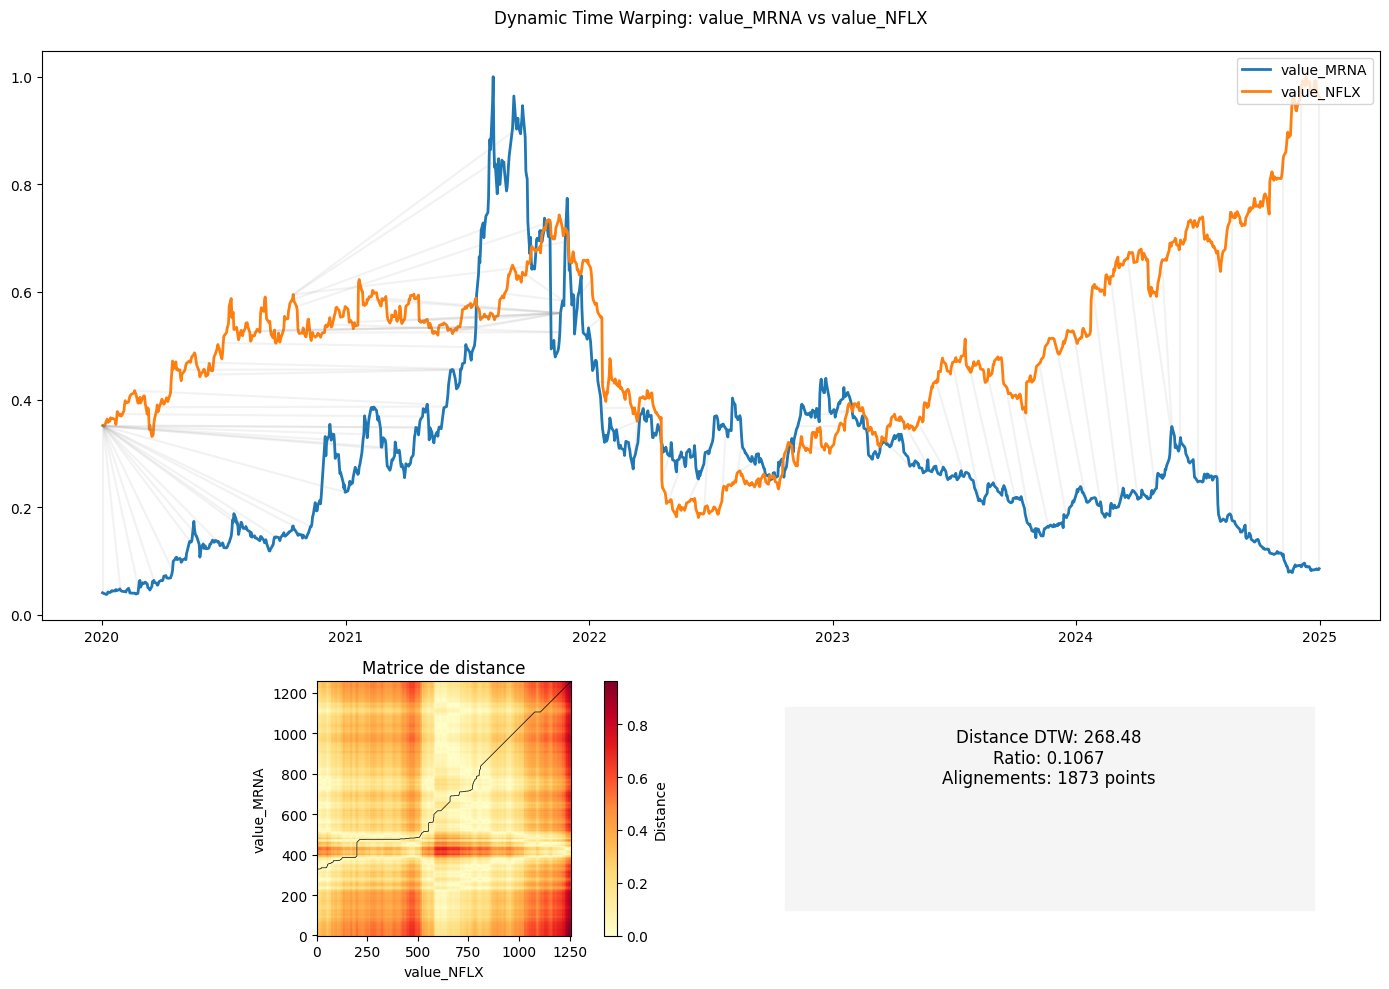 Dynamic Time Warping: value_MRNA vs value_NFLX
value_MRNA
value_NFLX
1.0
0.8
0.6
0.4
0.2
0.0
2020 2021 2022 2023 2024 2025
Matrice de distance
value_MRNA
1200
1000
800
600
400
200
0
0 250 500 750 1000 1250
value_NFLX
0.8
0.6
0.4
0.2
0.0
Distance
Distance DTW: 268.48
Ratio: 0.1067
Alignements: 1873 points